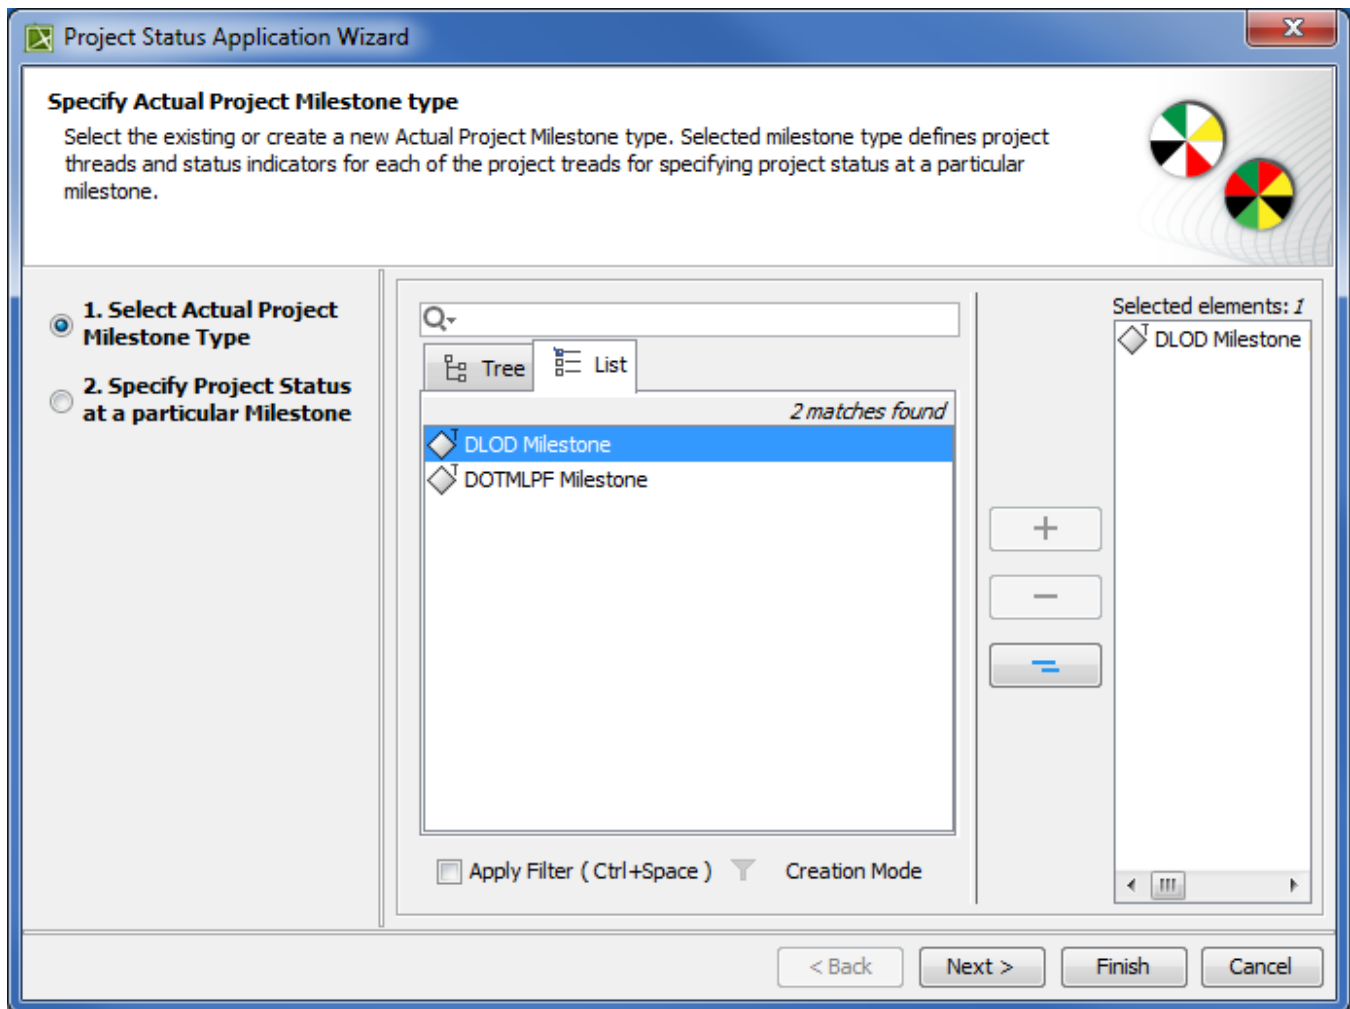 Project Status Application Wizard
Specify Actual Project Milestone type
Select the existing or create a new Actual Project Milestone type. Selected milestone type defines project
threads and status indicators for each of the project treads for specifying project status at a particular
milestone.
1. Select Actual Project
Milestone Type
2. Specify Project Status
at a particular Milestone
Tree
List
2 matches found
DLOD Milestone
DOTMLPF Milestone
Apply Filter ( Ctrl+Space )
Creation Mode
Selected elements: 1
DLOD Milestone
< Back
Next >
Finish
Cancel